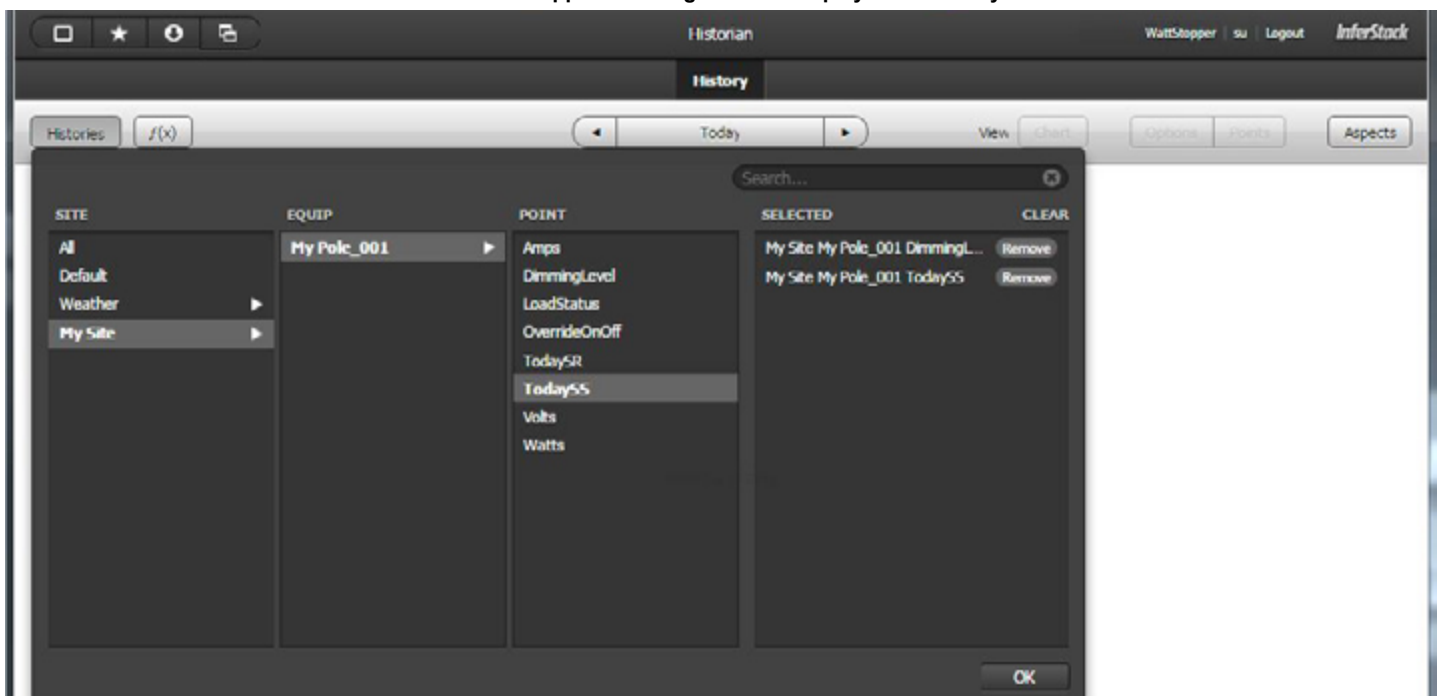 Historian
WattStopper su Logout InferStack
History
Histories f(x) Today View Chart Options Points Aspects
Search...
SITE EQUIP POINT SELECTED CLEAR
All My Pole_001 Amps My Site My Pole_001 DimmingL... Remove
Default DimmingLevel My Site My Pole_001 TodaySS Remove
Weather LoadStatus
My Site OverrideOnOff
TodaySR
TodaySS
Volts
Watts
OK